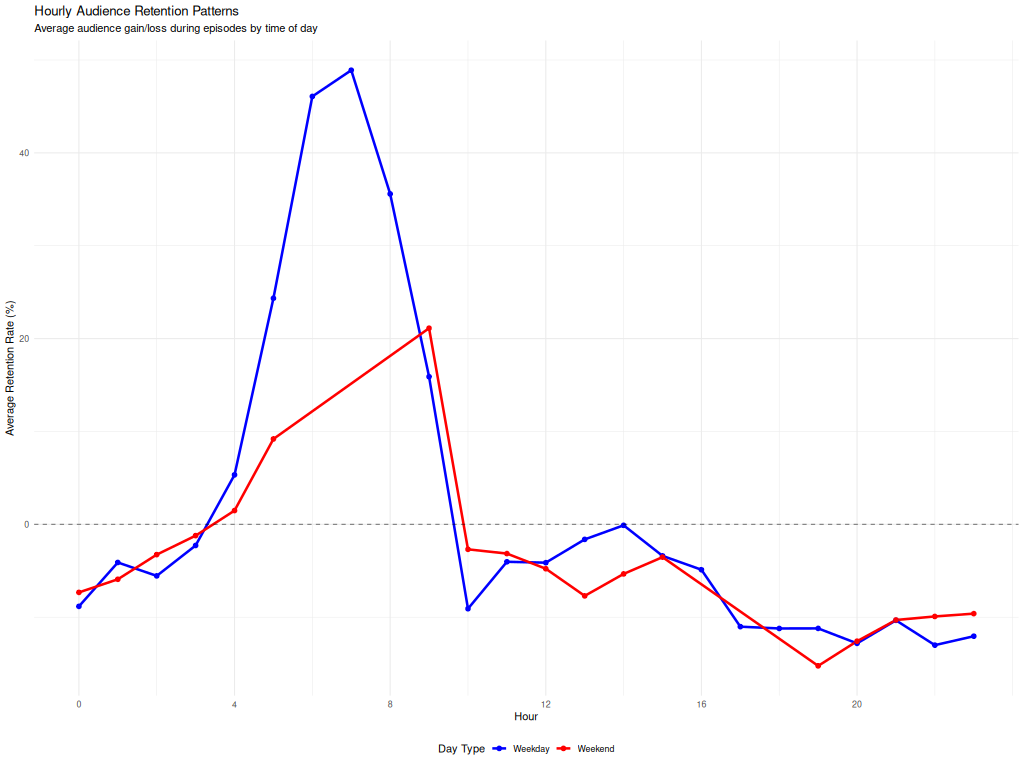 Hourly Audience Retention Patterns
Average audience gain/loss during episodes by time of day
Average Retention Rate (%)
40
20
0
0 4 8 12 16 20
Hour
Day Type Weekday Weekend